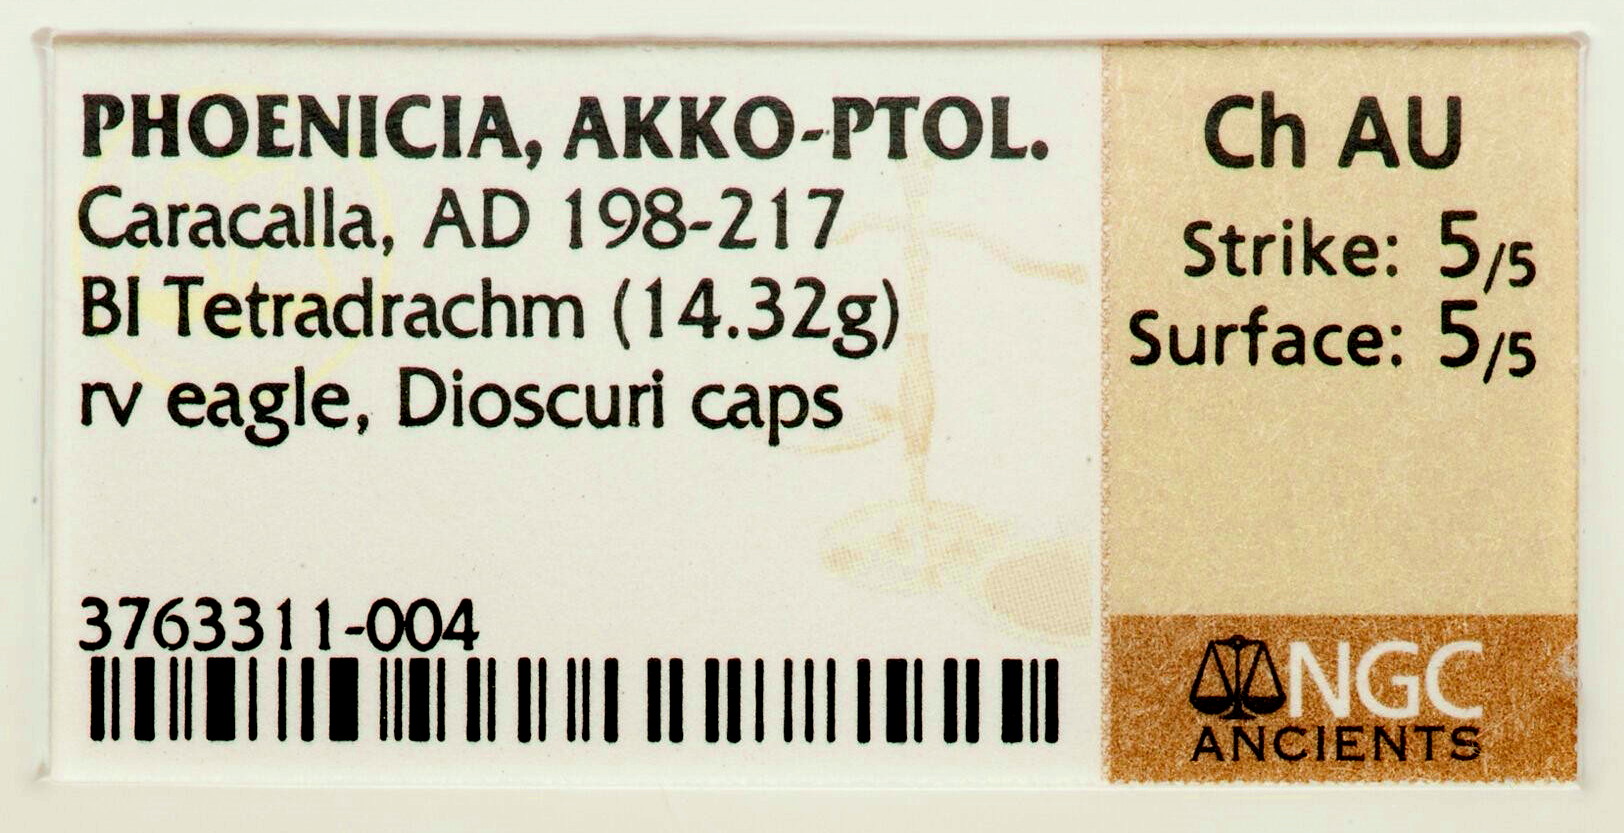 PHOENICIA, AKKO-PTOL.
Caracalla, AD 198-217
BI Tetradrachm (14.32g)
rv eagle, Dioscuri caps
3763311-004
Ch AU
Strike: 5/5
Surface: 5/5
NGC
ANCIENTS